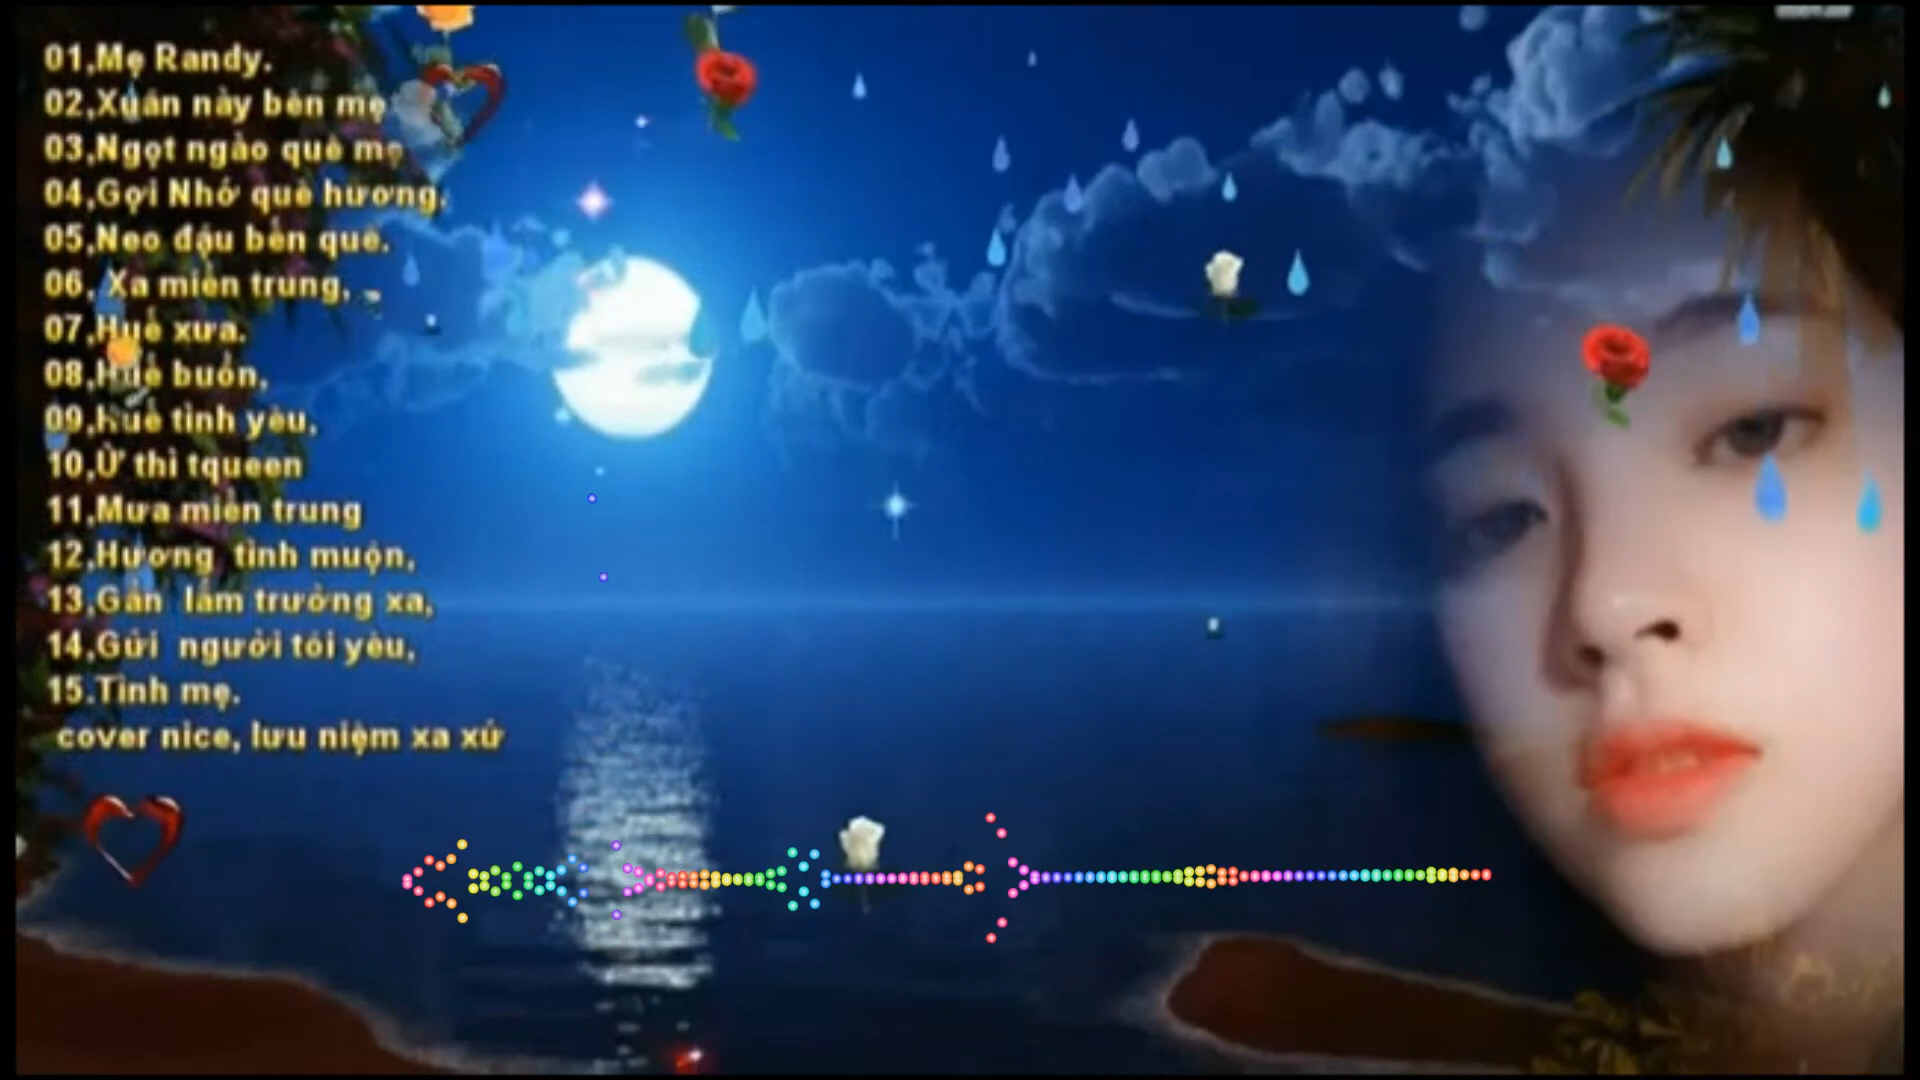 01,Mẹ Randy.
02,Xuân này bên mẹ
03,Ngọt ngào quê mẹ
04,Gợi Nhớ quê hương,
05,Neo đậu bến quê.
06, Xa miền trung,
07,Huế xưa.
08,Huế buồn,
09,Huế tình yêu,
10,Ừ thì tqueen
11,Mưa miền trung
12,Hương tình muộn,
13,Gần lắm trường xa,
14,Gửi người tôi yêu,
15.Tình mẹ.
cover nice, lưu niệm xa xứ